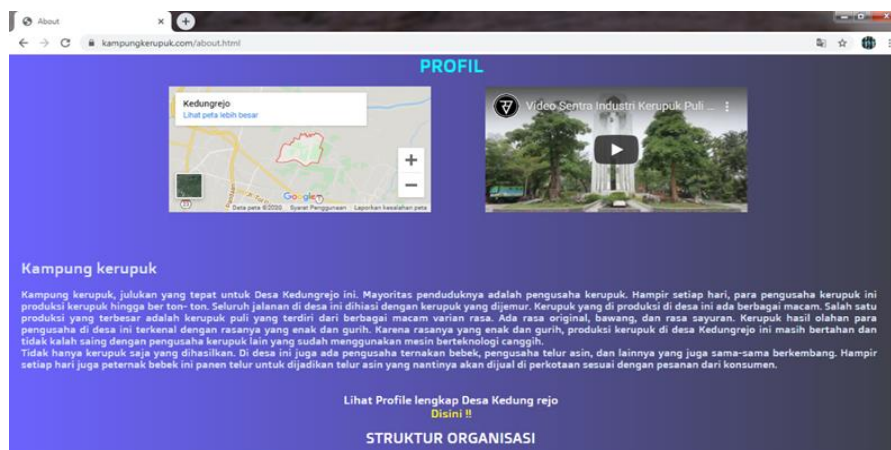 About
kampungkerupuk.com/about.html
PROFIL
Kedungrejo
Lihat peta lebih besar
Google
Data peta ©2020 Syarat Penggunaan Laporkan kesalahan peta
Video Sentra Industri Kerupuk Puli ...
Kampung kerupuk
Kampung kerupuk, julukan yang tepat untuk Desa Kedungrejo ini. Mayoritas penduduknya adalah pengusaha kerupuk. Hampir setiap hari, para pengusaha kerupuk ini
produksi kerupuk hingga ber ton- ton. Seluruh jalanan di desa ini dihiasi dengan kerupuk yang dijemur. Kerupuk yang di produksi di desa ini ada berbagai macam. Salah satu
produksi yang terbesar adalah kerupuk puli yang terdiri dari berbagai macam varian rasa. Ada rasa original, bawang, dan rasa sayuran. Kerupuk hasil olahan para
pengusaha di desa ini terkenal dengan rasanya yang enak dan gurih. Karena rasanya yang enak dan gurih, produksi kerupuk di desa Kedungrejo ini masih bertahan dan
tidak kalah saing dengan pengusaha kerupuk lain yang sudah menggunakan mesin berteknologi canggih.
Tidak hanya kerupuk saja yang dihasilkan. Di desa ini juga ada pengusaha ternakan bebek, pengusaha telur asin, dan lainnya yang juga sama-sama berkembang. Hampir
setiap hari juga peternak bebek ini panen telur untuk dijadikan telur asin yang nantinya akan dijual di perkotaan sesuai dengan pesanan dari konsumen.
Lihat Profile lengkap Desa Kedung rejo
Disini !!
STRUKTUR ORGANISASI